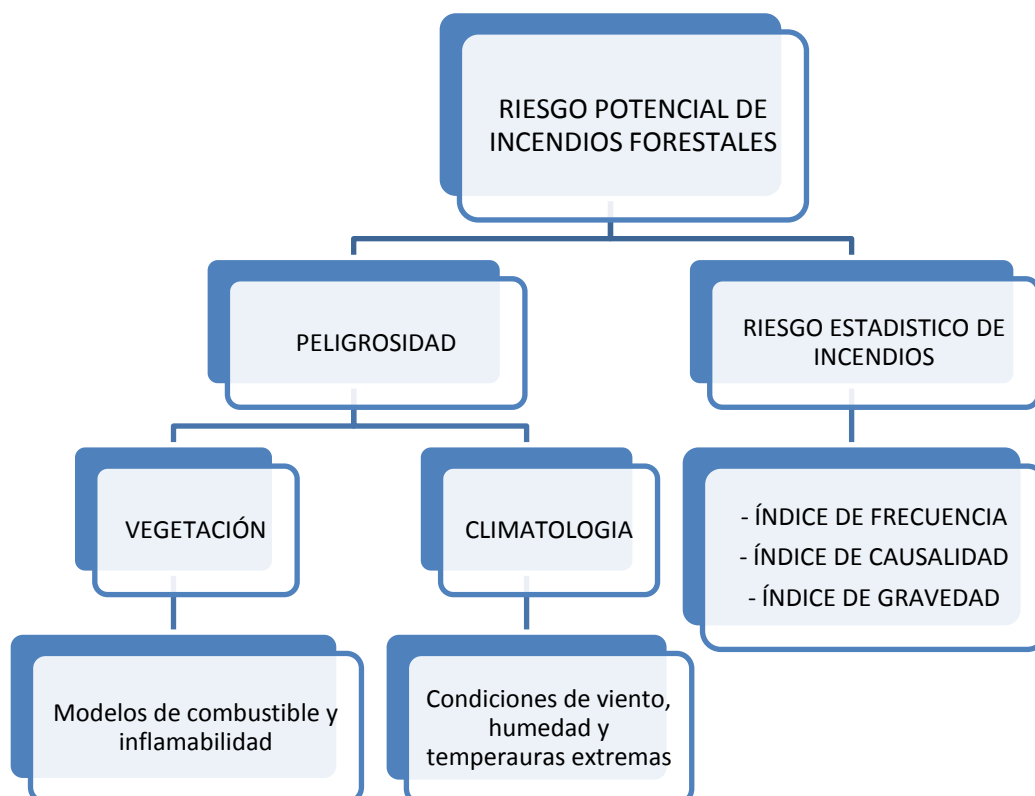 RIESGO POTENCIAL DE
INCENDIOS FORESTALES
PELIGROSIDAD
RIESGO ESTADISTICO DE
INCENDIOS
VEGETACIÓN
CLIMATOLOGIA
- ÍNDICE DE FRECUENCIA
- ÍNDICE DE CAUSALIDAD
- ÍNDICE DE GRAVEDAD
Modelos de combustible y
inflamabilidad
Condiciones de viento,
humedad y
temperauras extremas